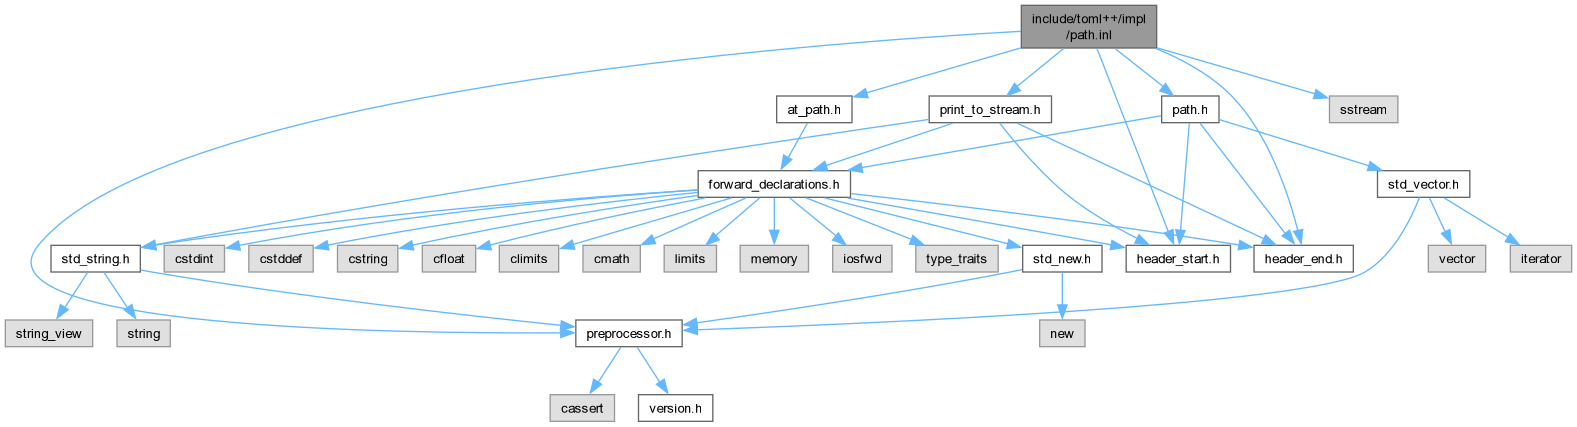 include/toml++/impl
/path.inl
at_path.h
print_to_stream.h
path.h
sstream
forward_declarations.h
std_vector.h
std_string.h
cstdint
cstddef
cstring
cfloat
climits
cmath
limits
memory
iosfwd
type_traits
std_new.h
header_start.h
header_end.h
vector
iterator
string_view
string
preprocessor.h
new
cassert
version.h